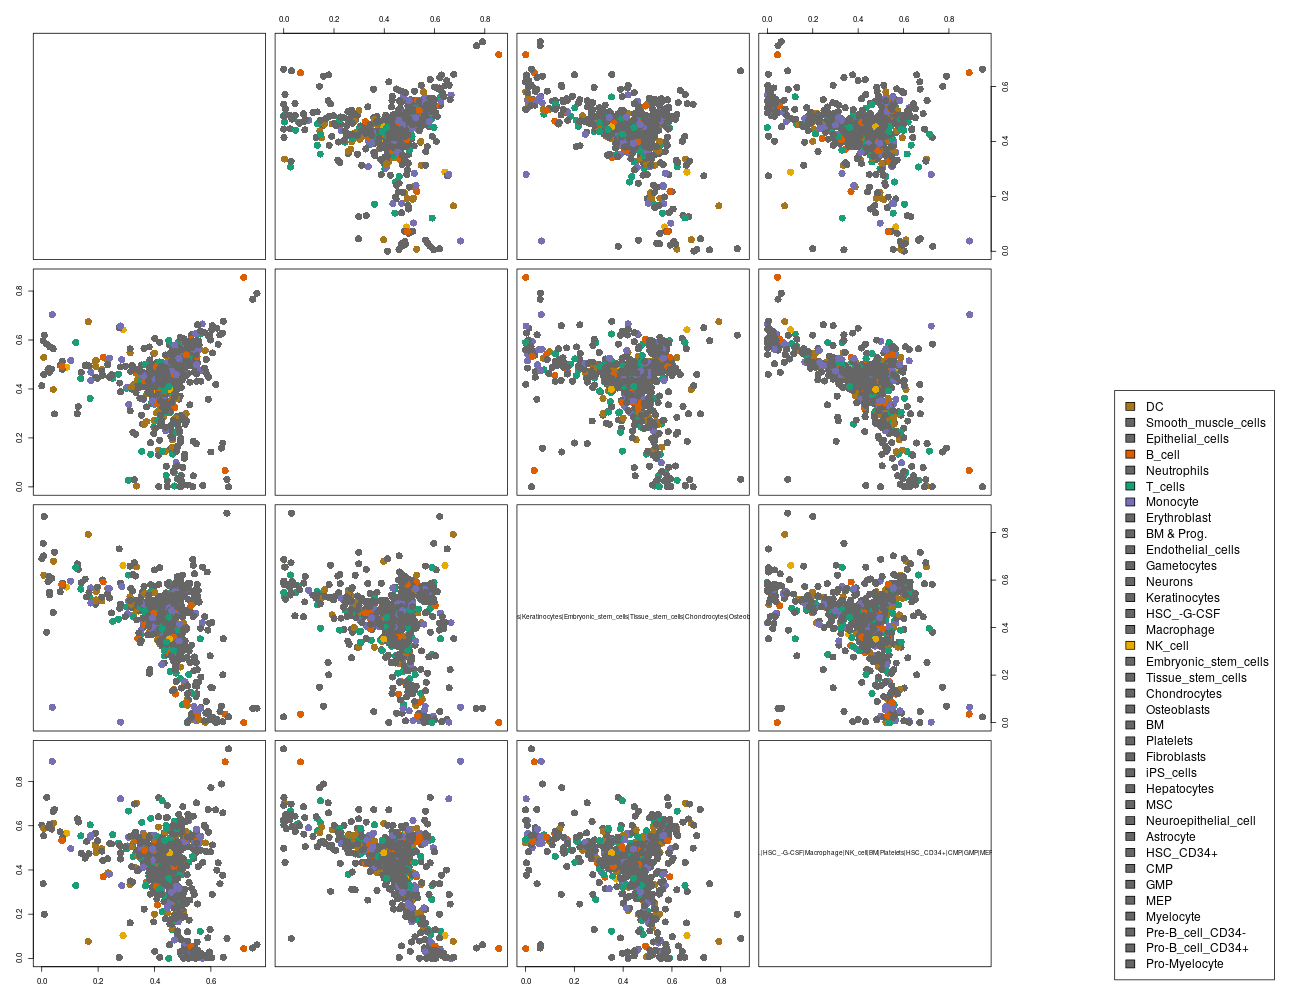 0.0 0.2 0.4 0.6 0.8 0.0 0.2 0.4 0.6 0.8
0.0 0.2 0.4 0.6
0.0 0.2 0.4 0.6 0.8
s|Keratinocytes|Embryonic_stem_cells|Tissue_stem_cells|Chondrocytes|Osteob
0.0 0.2 0.4 0.6 0.8
.|HSC_-G-CSF|Macrophage|NK_cell|BM|Platelets|HSC_CD34+|CMP|GMP|MEP
0.0 0.2 0.4 0.6 0.8
0.0 0.2 0.4 0.6 0.0 0.2 0.4 0.6 0.8
DC
Smooth_muscle_cells
Epithelial_cells
B_cell
Neutrophils
T_cells
Monocyte
Erythroblast
BM & Prog.
Endothelial_cells
Gametocytes
Neurons
Keratinocytes
HSC_-G-CSF
Macrophage
NK_cell
Embryonic_stem_cells
Tissue_stem_cells
Chondrocytes
Osteoblasts
BM
Platelets
Fibroblasts
iPS_cells
Hepatocytes
MSC
Neuroepithelial_cell
Astrocyte
HSC_CD34+
CMP
GMP
MEP
Myelocyte
Pre-B_cell_CD34-
Pro-B_cell_CD34+
Pro-Myelocyte